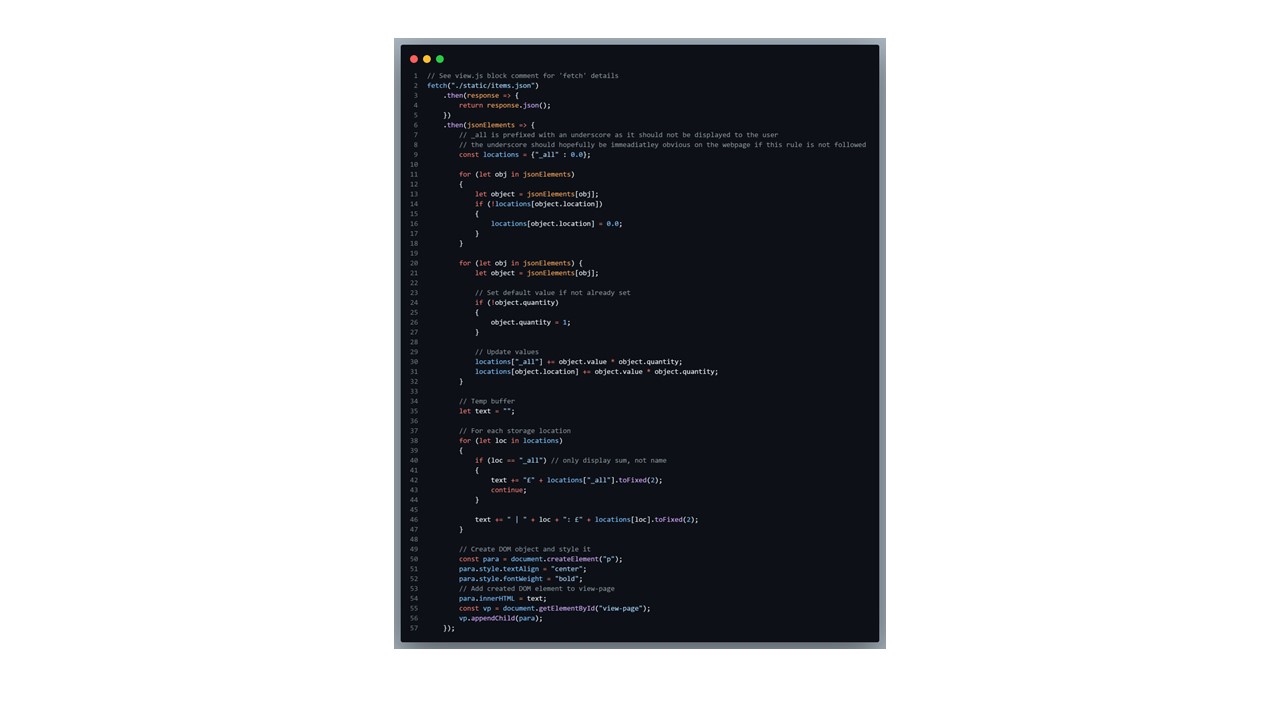 1 // See view.js block comment for 'fetch' details
2 fetch("./static/items.json")
3     .then(response => {
4         return response.json();
5     })
6     .then(jsonElements => {
7         // _all is prefixed with an underscore as it should not be displayed to the user
8         // the underscore should hopefully be immeadiatley obvious on the webpage if this rule is not followed
9         const locations = {"_all" : 0.0};
10
11         for (let obj in jsonElements)
12         {
13             let object = jsonElements[obj];
14             if (!locations[object.location])
15             {
16                 locations[object.location] = 0.0;
17             }
18         }
19
20         for (let obj in jsonElements) {
21             let object = jsonElements[obj];
22
23             // Set default value if not already set
24             if (!object.quantity)
25             {
26                 object.quantity = 1;
27             }
28
29             // Update values
30             locations["_all"] += object.value * object.quantity;
31             locations[object.location] += object.value * object.quantity;
32         }
33
34         // Temp buffer
35         let text = "";
36
37         // For each storage location
38         for (let loc in locations)
39         {
40             if (loc == "_all") // only display sum, not name
41             {
42                 text += "£" + locations["_all"].toFixed(2);
43                 continue;
44             }
45
46             text += " | " + loc + ": £" + locations[loc].toFixed(2);
47         }
48
49         // Create DOM object and style it
50         const para = document.createElement("p");
51         para.style.textAlign = "center";
52         para.style.fontWeight = "bold";
53         // Add created DOM element to view-page
54         para.innerHTML = text;
55         const vp = document.getElementById("view-page");
56         vp.appendChild(para);
57     });